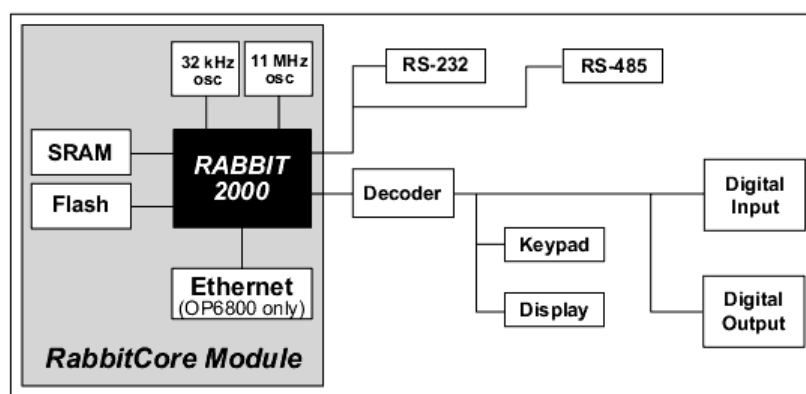 32 kHz
osc
11 MHz
osc
RS-232
RS-485
SRAM
RABBIT
2000
Flash
Decoder
Digital
Input
Keypad
Ethernet
(OP6800 only)
Display
Digital
Output
RabbitCore Module